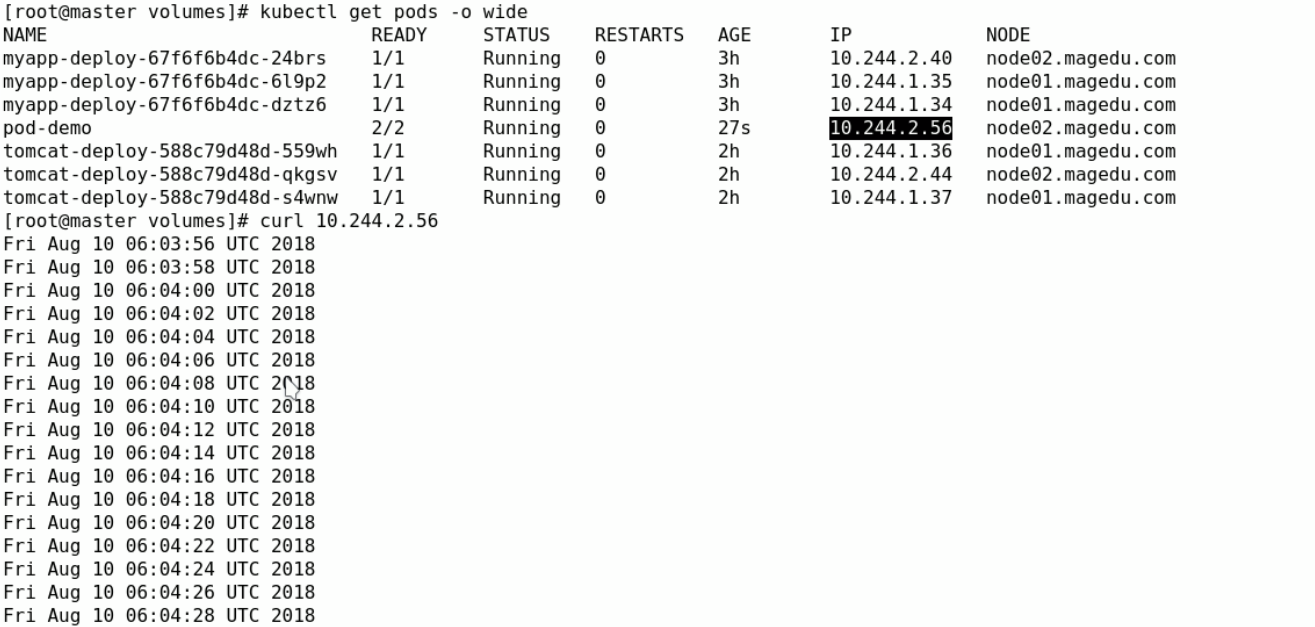 [root@master volumes]# kubectl get pods -o wide
NAME                             READY     STATUS    RESTARTS   AGE       IP            NODE
myapp-deploy-67f6f6b4dc-24brs    1/1       Running   0          3h        10.244.2.40   node02.magedu.com
myapp-deploy-67f6f6b4dc-6l9p2    1/1       Running   0          3h        10.244.1.35   node01.magedu.com
myapp-deploy-67f6f6b4dc-dztz6    1/1       Running   0          3h        10.244.1.34   node01.magedu.com
pod-demo                         2/2       Running   0          27s       10.244.2.56   node02.magedu.com
tomcat-deploy-588c79d48d-559wh   1/1       Running   0          2h        10.244.1.36   node01.magedu.com
tomcat-deploy-588c79d48d-qkgsv   1/1       Running   0          2h        10.244.2.44   node02.magedu.com
tomcat-deploy-588c79d48d-s4wnw   1/1       Running   0          2h        10.244.1.37   node01.magedu.com
[root@master volumes]# curl 10.244.2.56
Fri Aug 10 06:03:56 UTC 2018
Fri Aug 10 06:03:58 UTC 2018
Fri Aug 10 06:04:00 UTC 2018
Fri Aug 10 06:04:02 UTC 2018
Fri Aug 10 06:04:04 UTC 2018
Fri Aug 10 06:04:06 UTC 2018
Fri Aug 10 06:04:08 UTC 2018
Fri Aug 10 06:04:10 UTC 2018
Fri Aug 10 06:04:12 UTC 2018
Fri Aug 10 06:04:14 UTC 2018
Fri Aug 10 06:04:16 UTC 2018
Fri Aug 10 06:04:18 UTC 2018
Fri Aug 10 06:04:20 UTC 2018
Fri Aug 10 06:04:22 UTC 2018
Fri Aug 10 06:04:24 UTC 2018
Fri Aug 10 06:04:26 UTC 2018
Fri Aug 10 06:04:28 UTC 2018